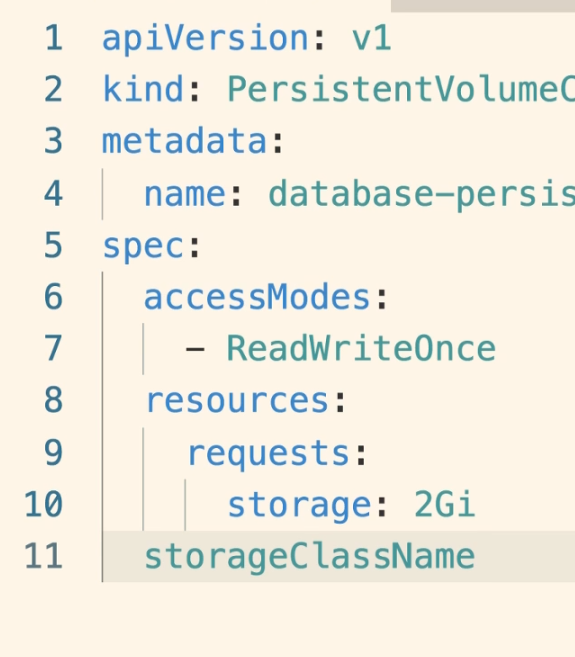 1 apiVersion: v1
2 kind: PersistentVolumeC
3 metadata:
4   name: database-persis
5 spec:
6   accessModes:
7     - ReadWriteOnce
8   resources:
9     requests:
10       storage: 2Gi
11   storageClassName